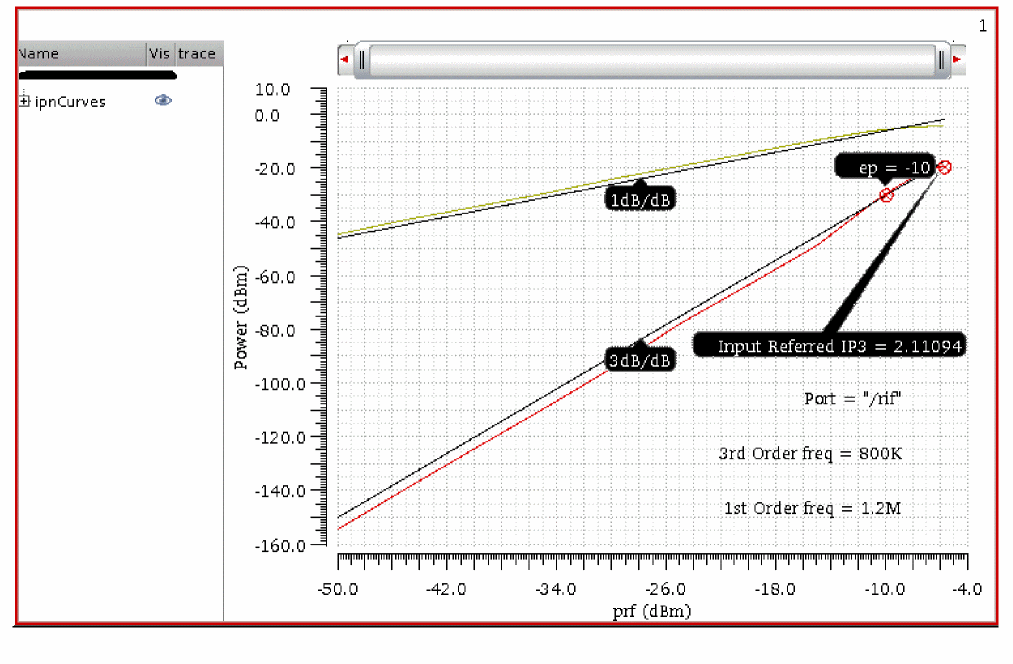 1
Name Vis trace
ipnCurves
10.0
0.0
-20.0
ep = -10
1dB/dB
-40.0
-60.0
Power (dBm)
-80.0
Input Referred IP3 = 2.11094
3dB/dB
-100.0
Port = "/rif"
-120.0
3rd Order freq = 800K
-140.0
1st Order freq = 1.2M
-160.0
-50.0 -42.0 -34.0 -26.0 -18.0 -10.0 -4.0
prf (dBm)